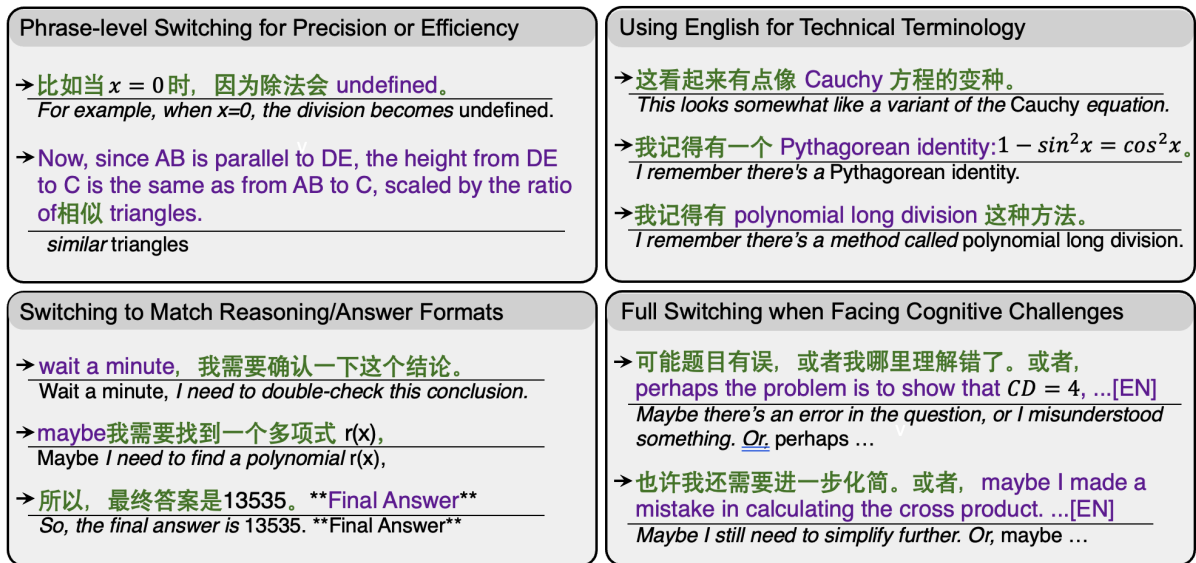 Phrase-level Switching for Precision or Efficiency
→比如当 x = 0 时，因为除法会 undefined。
For example, when x=0, the division becomes undefined.
→Now, since AB is parallel to DE, the height from DE
to C is the same as from AB to C, scaled by the ratio
of相似 triangles.
similar triangles
Using English for Technical Terminology
→这看起来有点像 Cauchy 方程的变种。
This looks somewhat like a variant of the Cauchy equation.
→我记得有一个 Pythagorean identity:1 − sin²x = cos²x。
I remember there's a Pythagorean identity.
→我记得有 polynomial long division 这种方法。
I remember there's a method called polynomial long division.
Switching to Match Reasoning/Answer Formats
→wait a minute，我需要确认一下这个结论。
Wait a minute, I need to double-check this conclusion.
→maybe我需要找到一个多项式 r(x),
Maybe I need to find a polynomial r(x),
→所以，最终答案是13535。**Final Answer**
So, the final answer is 13535. **Final Answer**
Full Switching when Facing Cognitive Challenges
→可能题目有误，或者我哪里理解错了。或者，
perhaps the problem is to show that CD = 4, ...[EN]
Maybe there's an error in the question, or I misunderstood
something. Or, perhaps ...
→也许我还需要进一步化简。或者，maybe I made a
mistake in calculating the cross product. ...[EN]
Maybe I still need to simplify further. Or, maybe ...